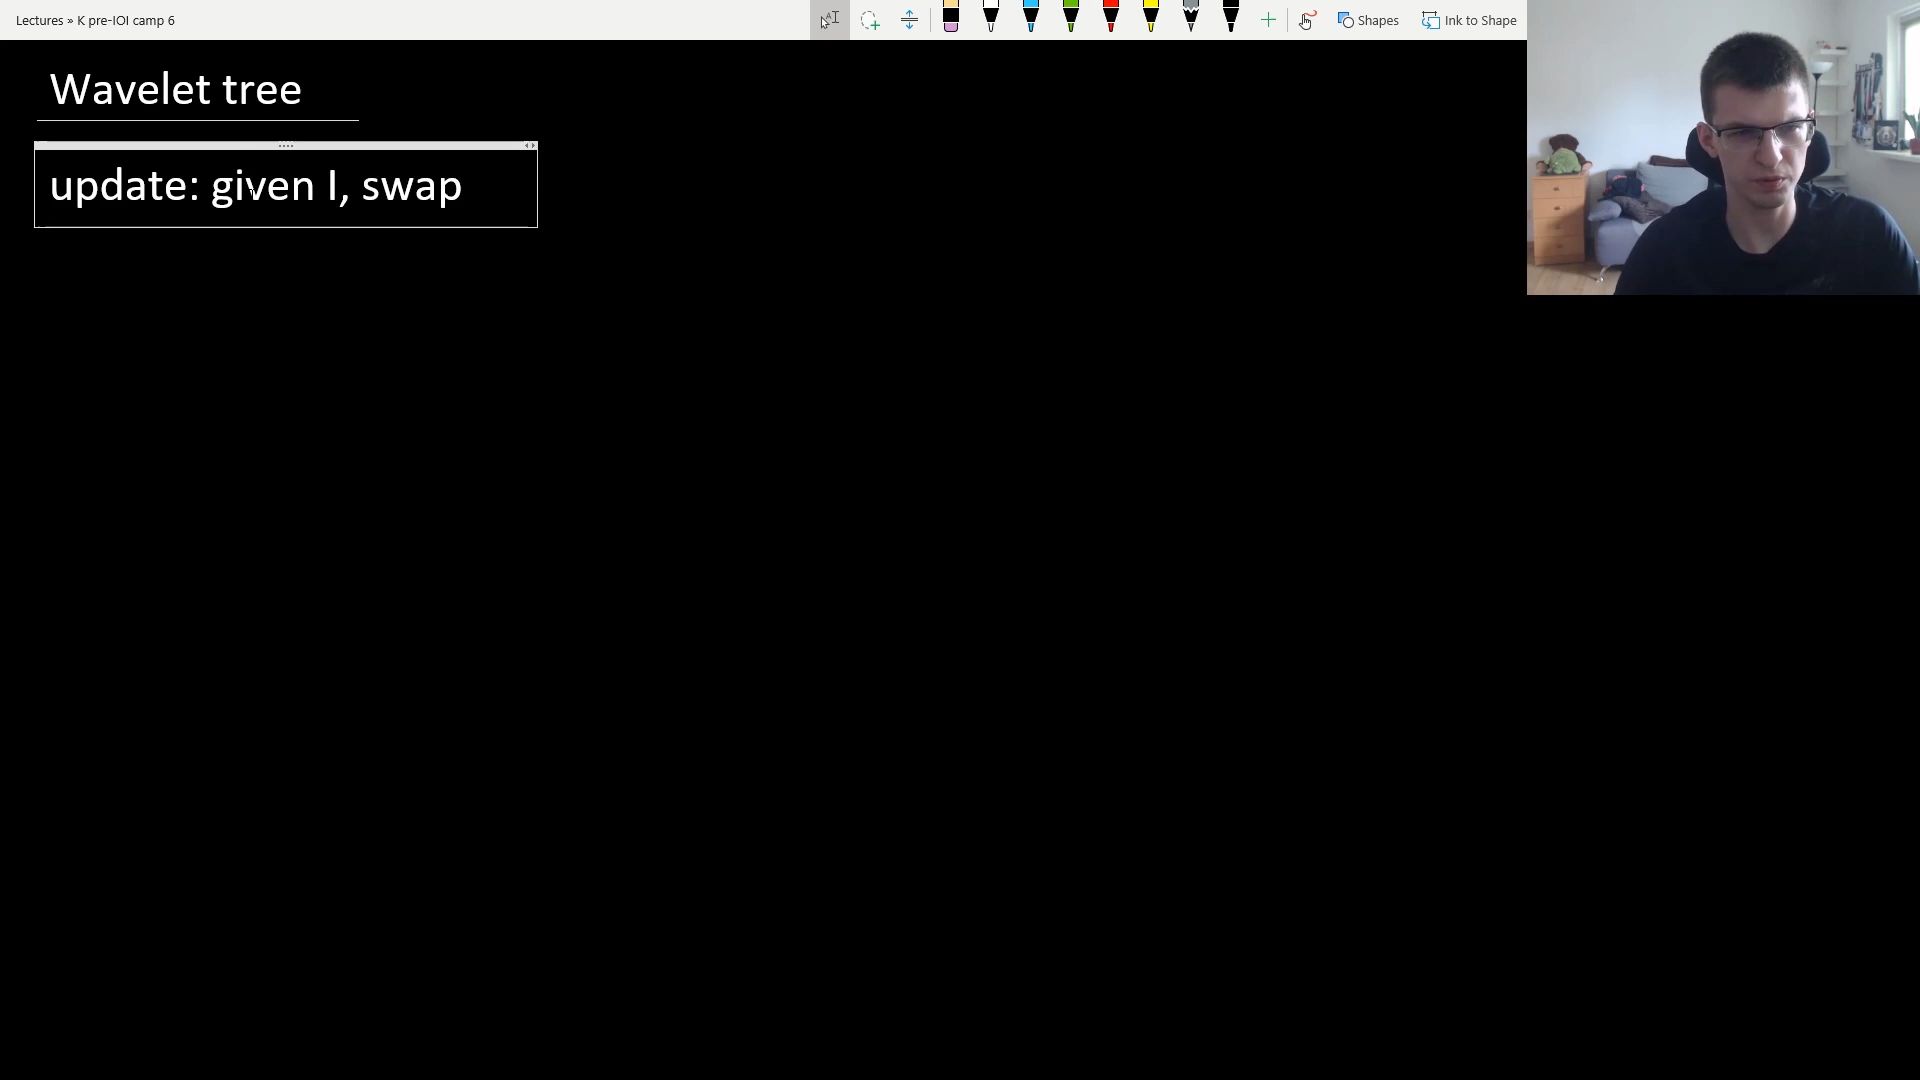 Lectures » K pre-IOI camp 6
Shapes
Ink to Shape
Wavelet tree
update: given I, swap